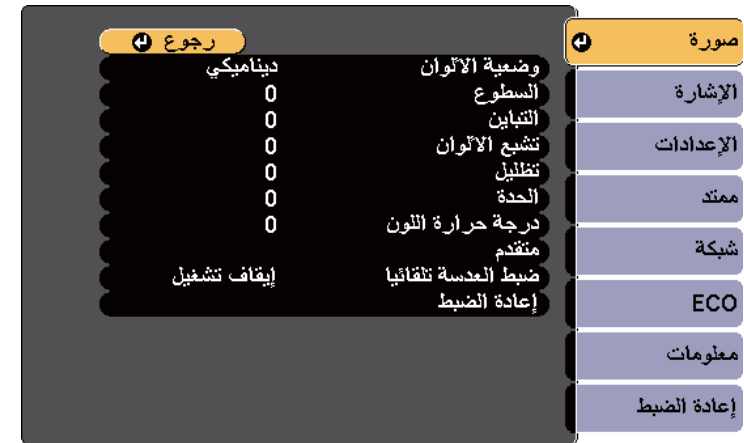 صورة
الإشارة
الإعدادات
ممتد
شبكة
ECO
معلومات
إعادة الضبط
رجوع
وضعية الألوان ديناميكي
السطوع 0
التباين 0
تشبع الألوان 0
تظليل 0
الحدة 0
درجة حرارة اللون 0
متقدم
ضبط العدسة تلقائيا إيقاف تشغيل
إعادة الضبط